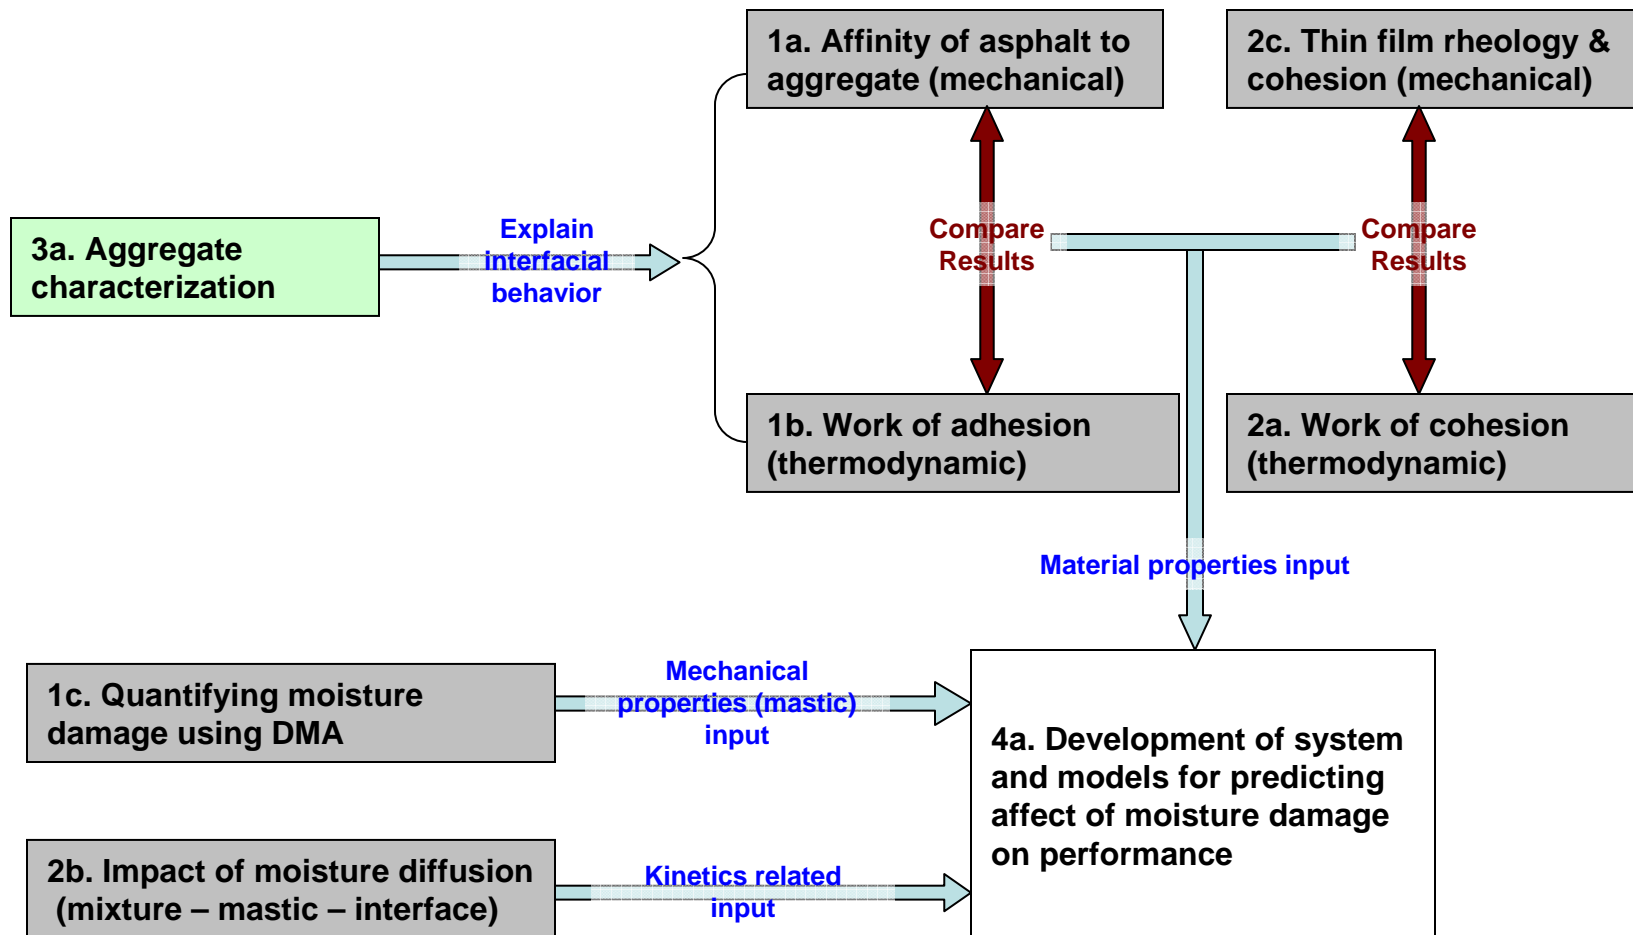 1a. Affinity of asphalt to
aggregate (mechanical)
2c. Thin film rheology &
cohesion (mechanical)
3a. Aggregate
characterization
Explain
interfacial
behavior
Compare
Results
Compare
Results
1b. Work of adhesion
(thermodynamic)
2a. Work of cohesion
(thermodynamic)
Material properties input
1c. Quantifying moisture
damage using DMA
Mechanical
properties (mastic)
input
4a. Development of system
and models for predicting
affect of moisture damage
on performance
2b. Impact of moisture diffusion
(mixture – mastic – interface)
Kinetics related
input